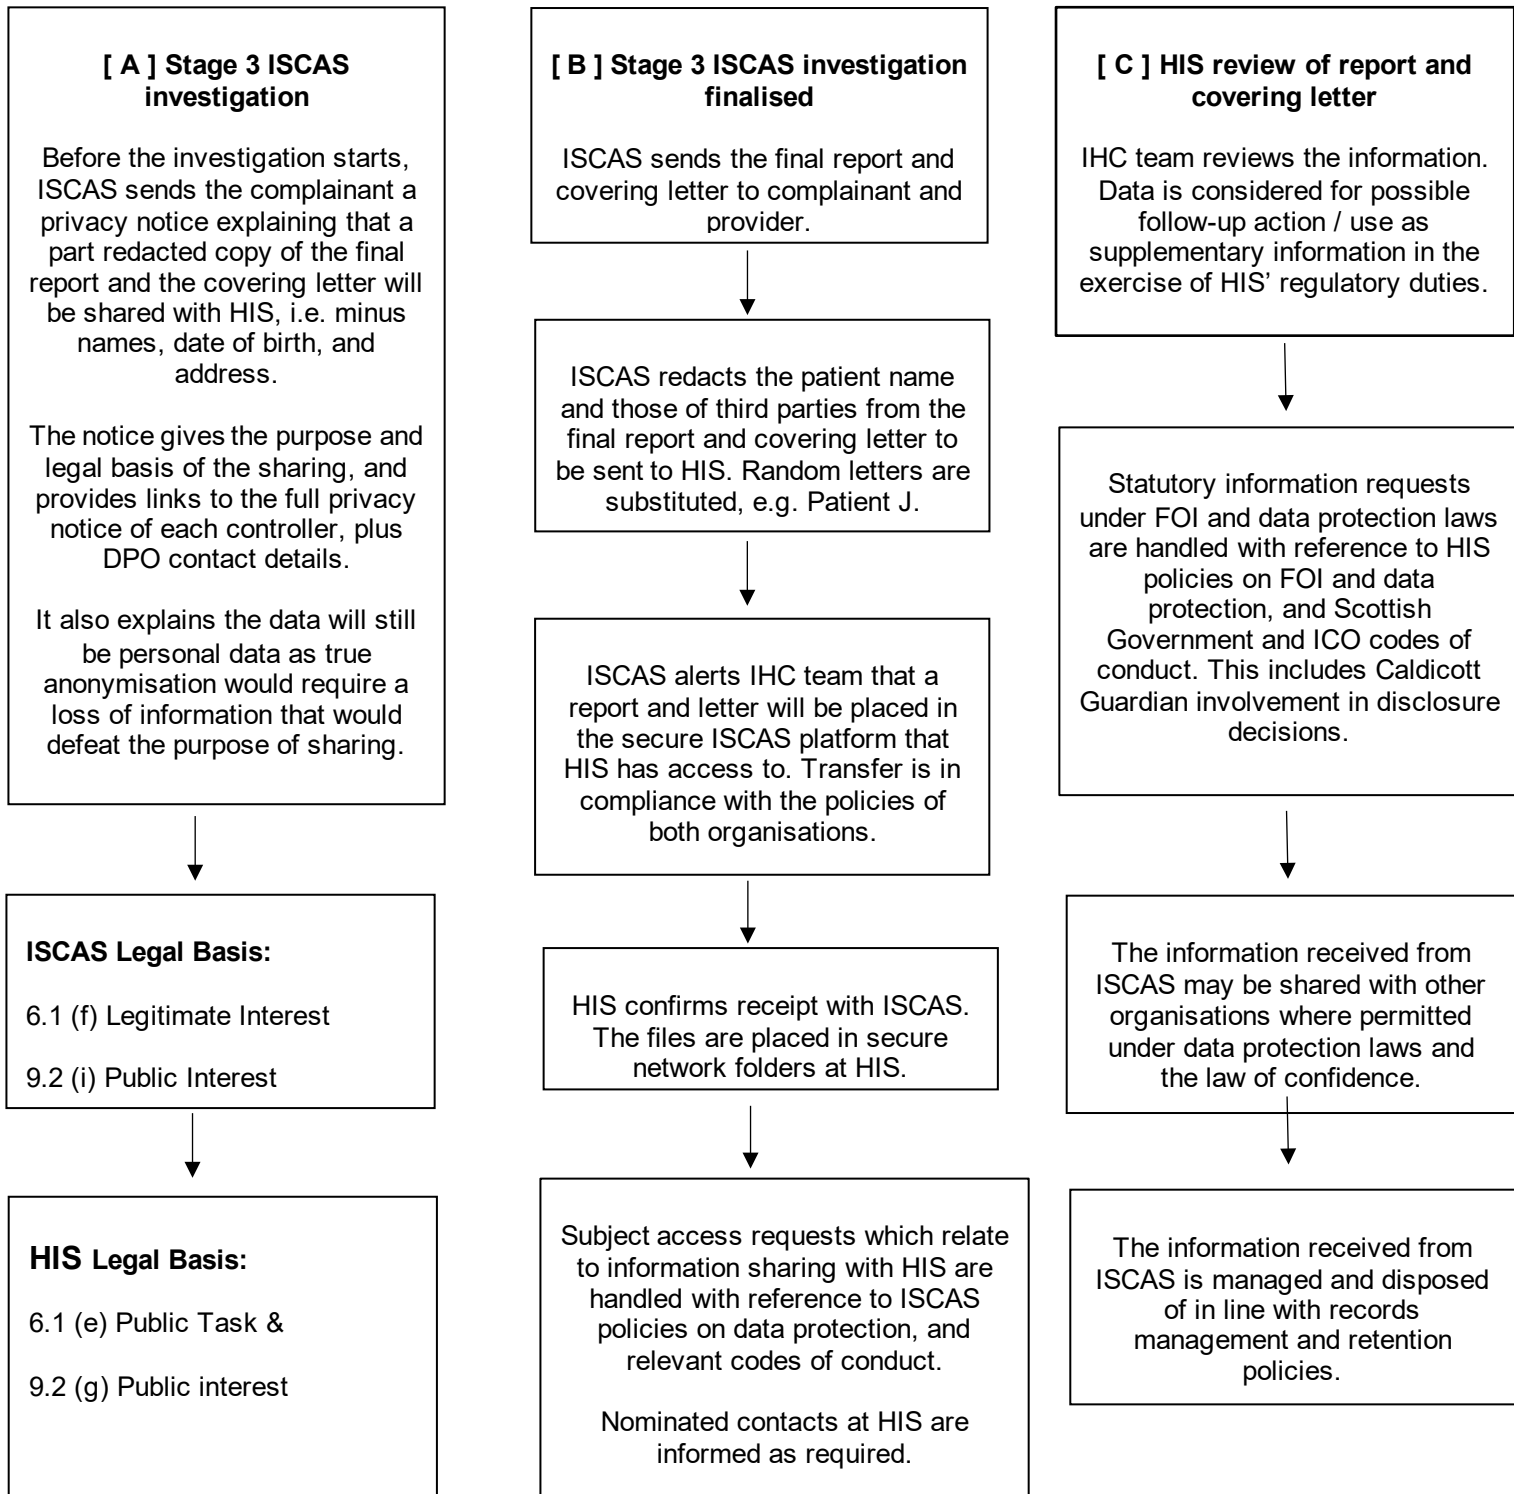 [ A ] Stage 3 ISCAS
investigation
Before the investigation starts,
ISCAS sends the complainant a
privacy notice explaining that a
part redacted copy of the final
report and the covering letter will
be shared with HIS, i.e. minus
names, date of birth, and
address.
The notice gives the purpose and
legal basis of the sharing, and
provides links to the full privacy
notice of each controller, plus
DPO contact details.
It also explains the data will still
be personal data as true
anonymisation would require a
loss of information that would
defeat the purpose of sharing.
ISCAS Legal Basis:
6.1 (f) Legitimate Interest
9.2 (i) Public Interest
HIS Legal Basis:
6.1 (e) Public Task &
9.2 (g) Public interest
[ B ] Stage 3 ISCAS investigation
finalised
ISCAS sends the final report and
covering letter to complainant and
provider.
ISCAS redacts the patient name
and those of third parties from the
final report and covering letter to
be sent to HIS. Random letters are
substituted, e.g. Patient J.
ISCAS alerts IHC team that a
report and letter will be placed in
the secure ISCAS platform that
HIS has access to. Transfer is in
compliance with the policies of
both organisations.
HIS confirms receipt with ISCAS.
The files are placed in secure
network folders at HIS.
Subject access requests which relate
to information sharing with HIS are
handled with reference to ISCAS
policies on data protection, and
relevant codes of conduct.
Nominated contacts at HIS are
informed as required.
[ C ] HIS review of report and
covering letter
IHC team reviews the information.
Data is considered for possible
follow-up action / use as
supplementary information in the
exercise of HIS’ regulatory duties.
Statutory information requests
under FOI and data protection laws
are handled with reference to HIS
policies on FOI and data
protection, and Scottish
Government and ICO codes of
conduct. This includes Caldicott
Guardian involvement in disclosure
decisions.
The information received from
ISCAS may be shared with other
organisations where permitted
under data protection laws and
the law of confidence.
The information received from
ISCAS is managed and disposed
of in line with records
management and retention
policies.